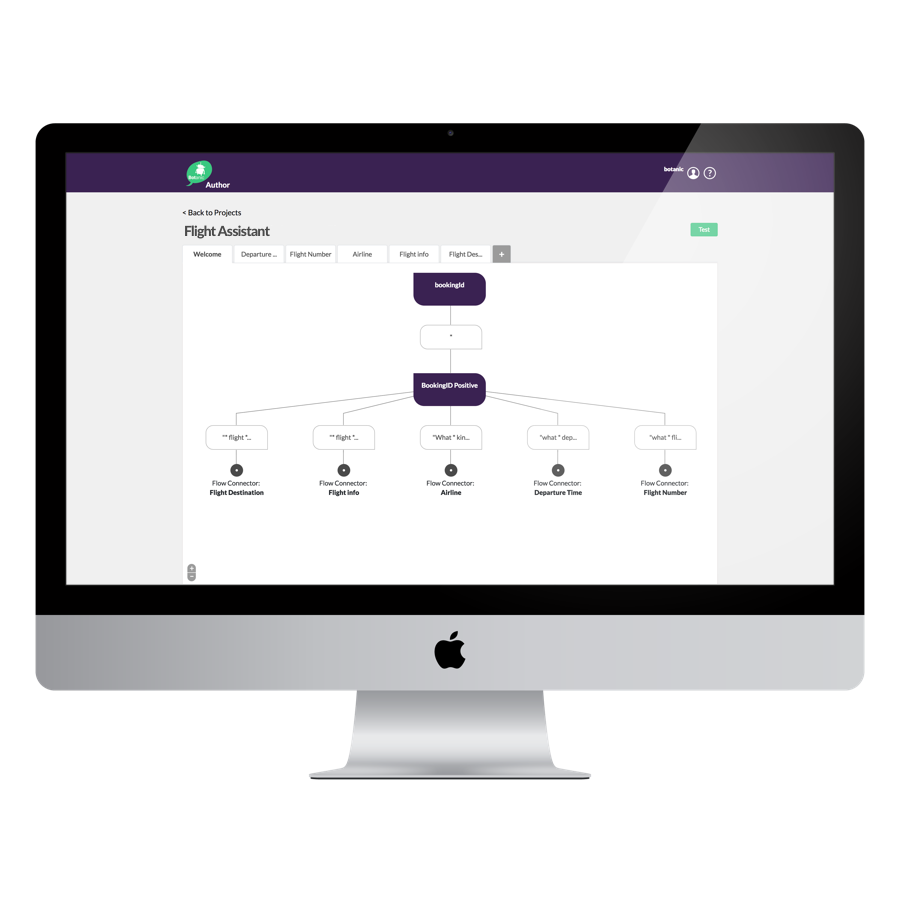 Botanic
Author
botanic
?
< Back to Projects
Flight Assistant
Test
Welcome
Departure ...
Flight Number
Airline
Flight info
Flight Des...
+
bookingId
*
BookingID Positive
"* flight *...
"* flight *...
"What * kin...
"what * dep...
"what * fli...
Flow Connector:
Flight Destination
Flow Connector:
Flight info
Flow Connector:
Airline
Flow Connector:
Departure Time
Flow Connector:
Flight Number
+
−